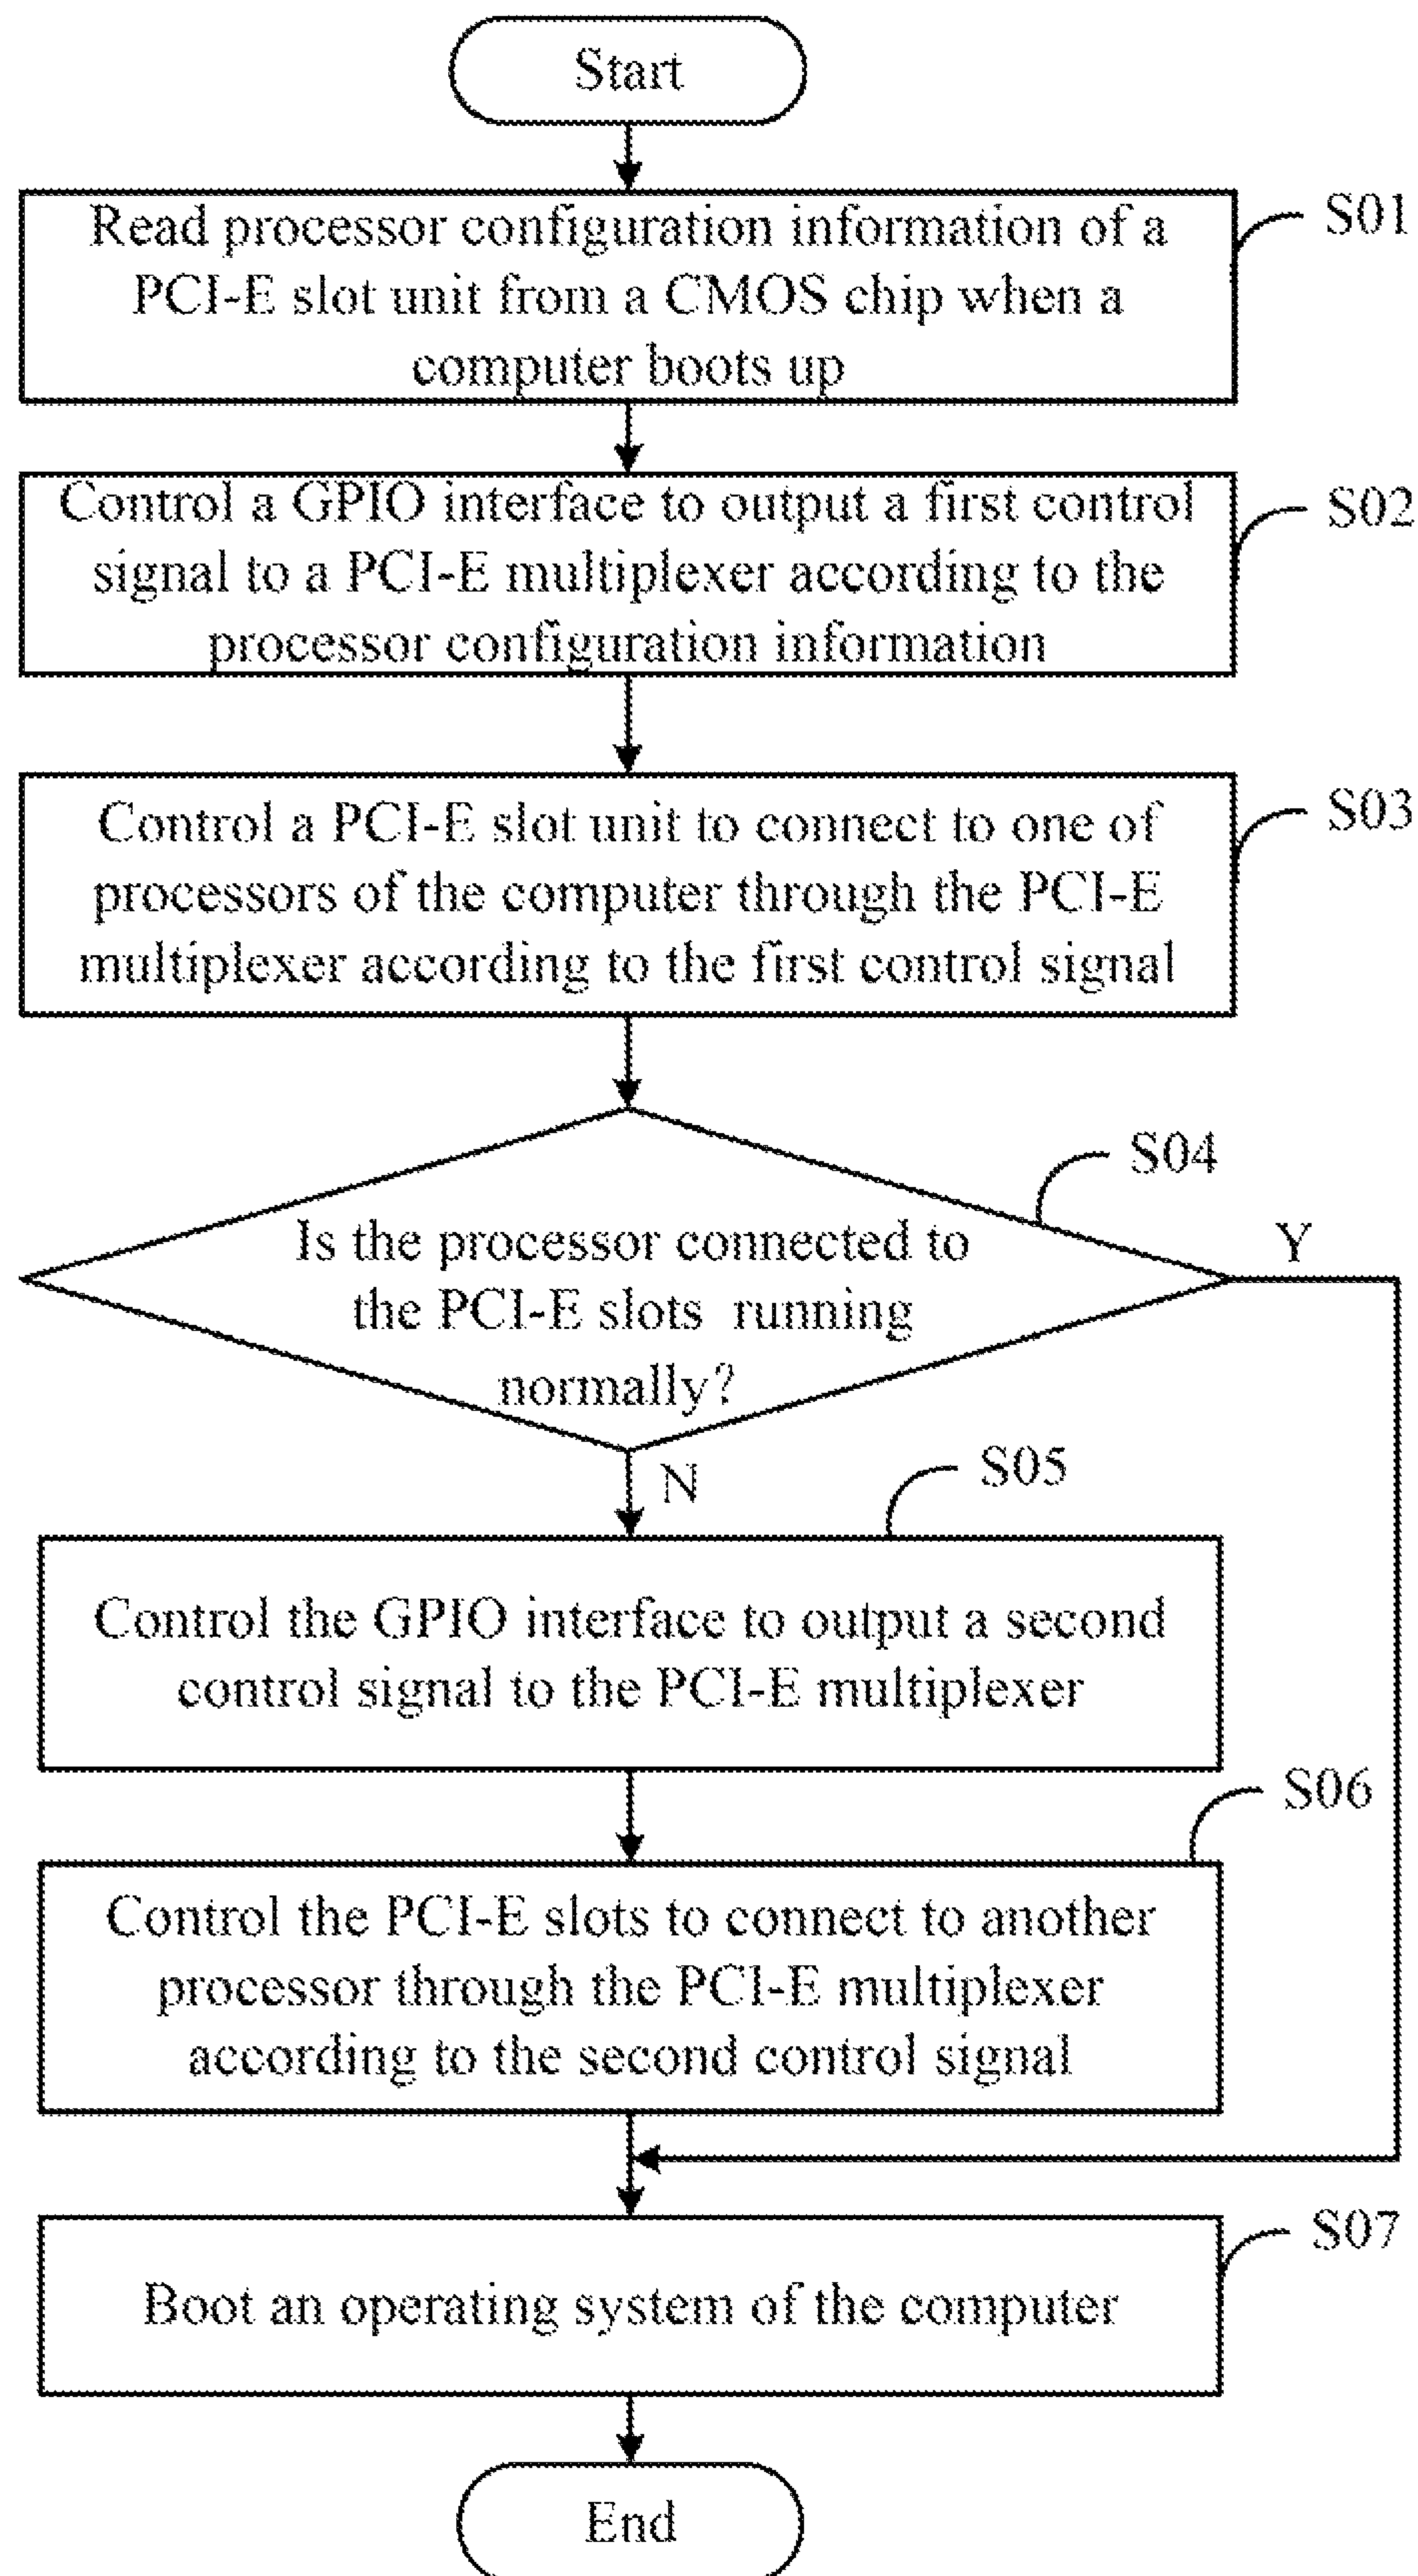 Start
Read processor configuration information of a
PCI-E slot unit from a CMOS chip when a
computer boots up
S01
Control a GPIO interface to output a first control
signal to a PCI-E multiplexer according to the
processor configuration information
S02
Control a PCI-E slot unit to connect to one of
processors of the computer through the PCI-E
multiplexer according to the first control signal
S03
S04
Is the processor connected to
the PCI-E slots running
normally?
Y
N
S05
Control the GPIO interface to output a second
control signal to the PCI-E multiplexer
S06
Control the PCI-E slots to connect to another
processor through the PCI-E multiplexer
according to the second control signal
S07
Boot an operating system of the computer
End